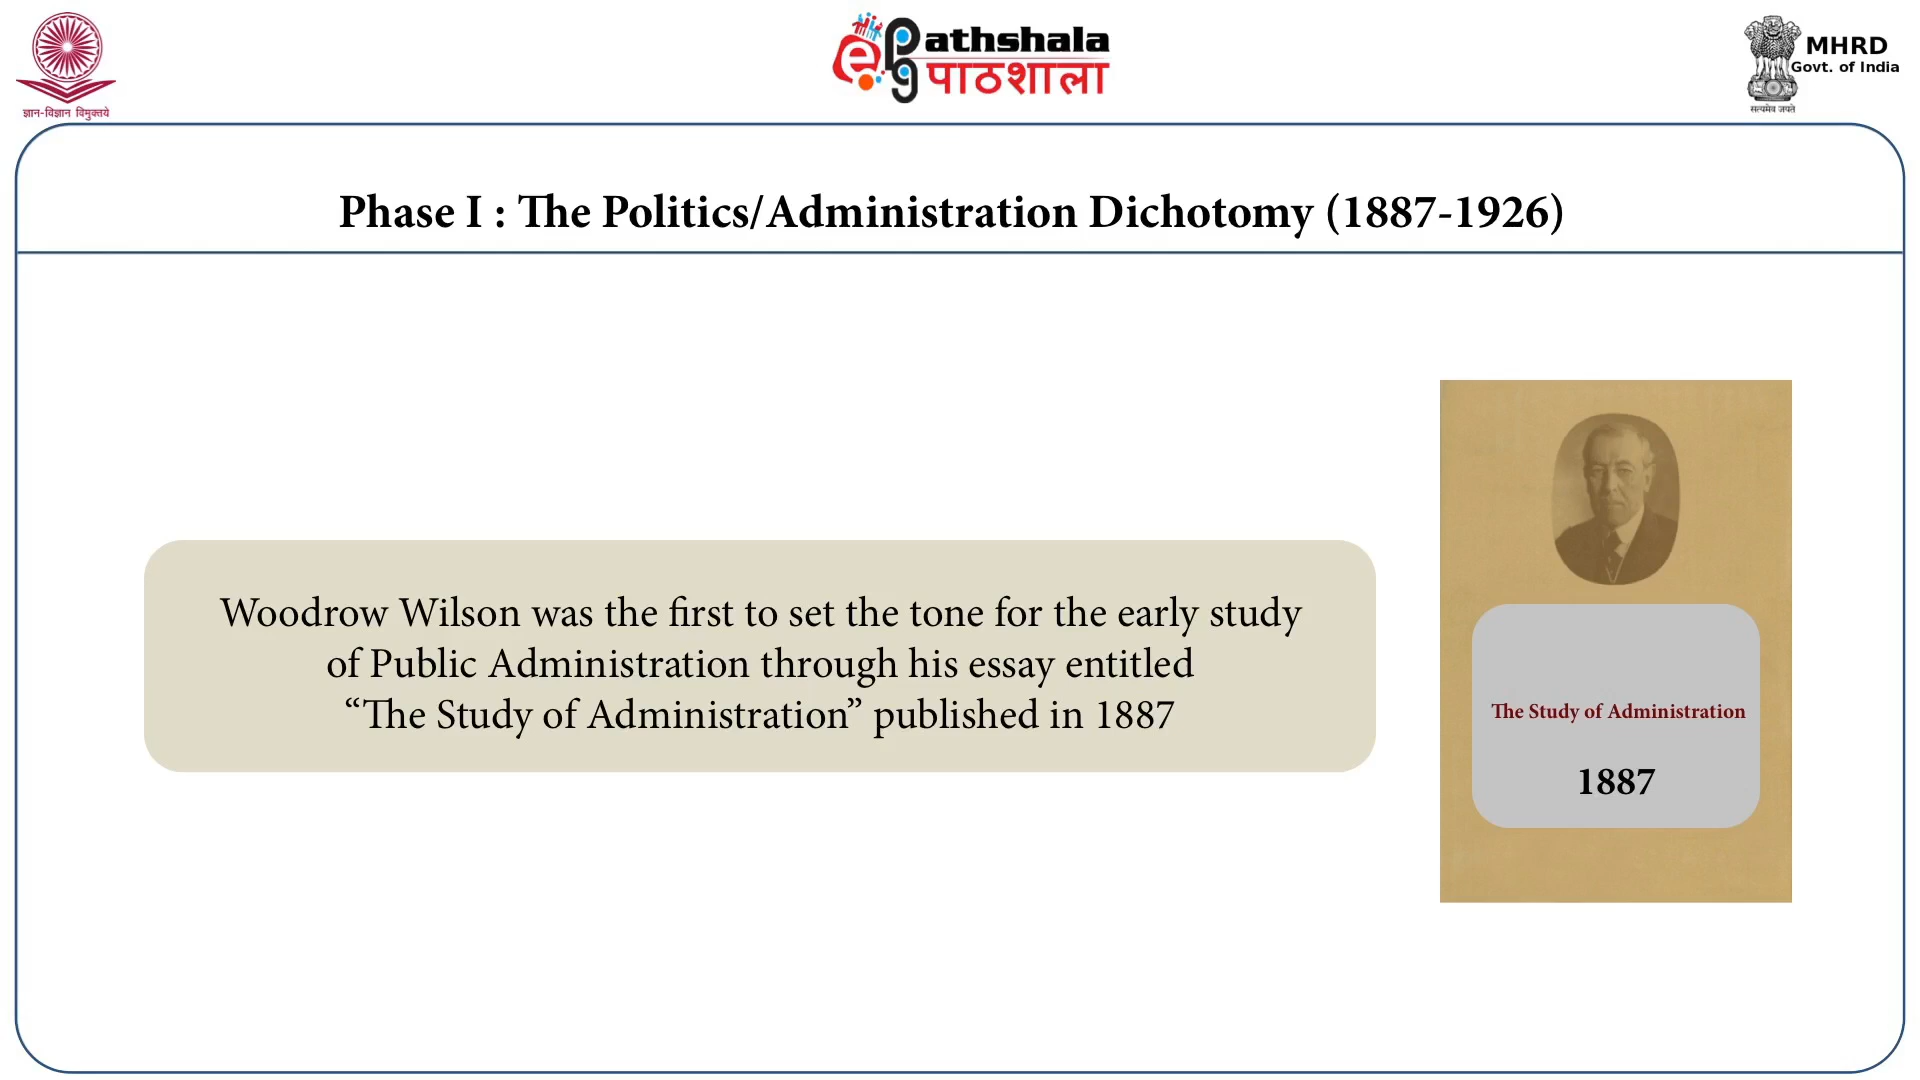 ज्ञान-विज्ञान विमुक्तये
ePg Pathshala
पाठशाला
MHRD
Govt. of India
सत्यमेव जयते
Phase I : The Politics/Administration Dichotomy (1887-1926)
Woodrow Wilson was the first to set the tone for the early study
of Public Administration through his essay entitled
“The Study of Administration” published in 1887
The Study of Administration
1887